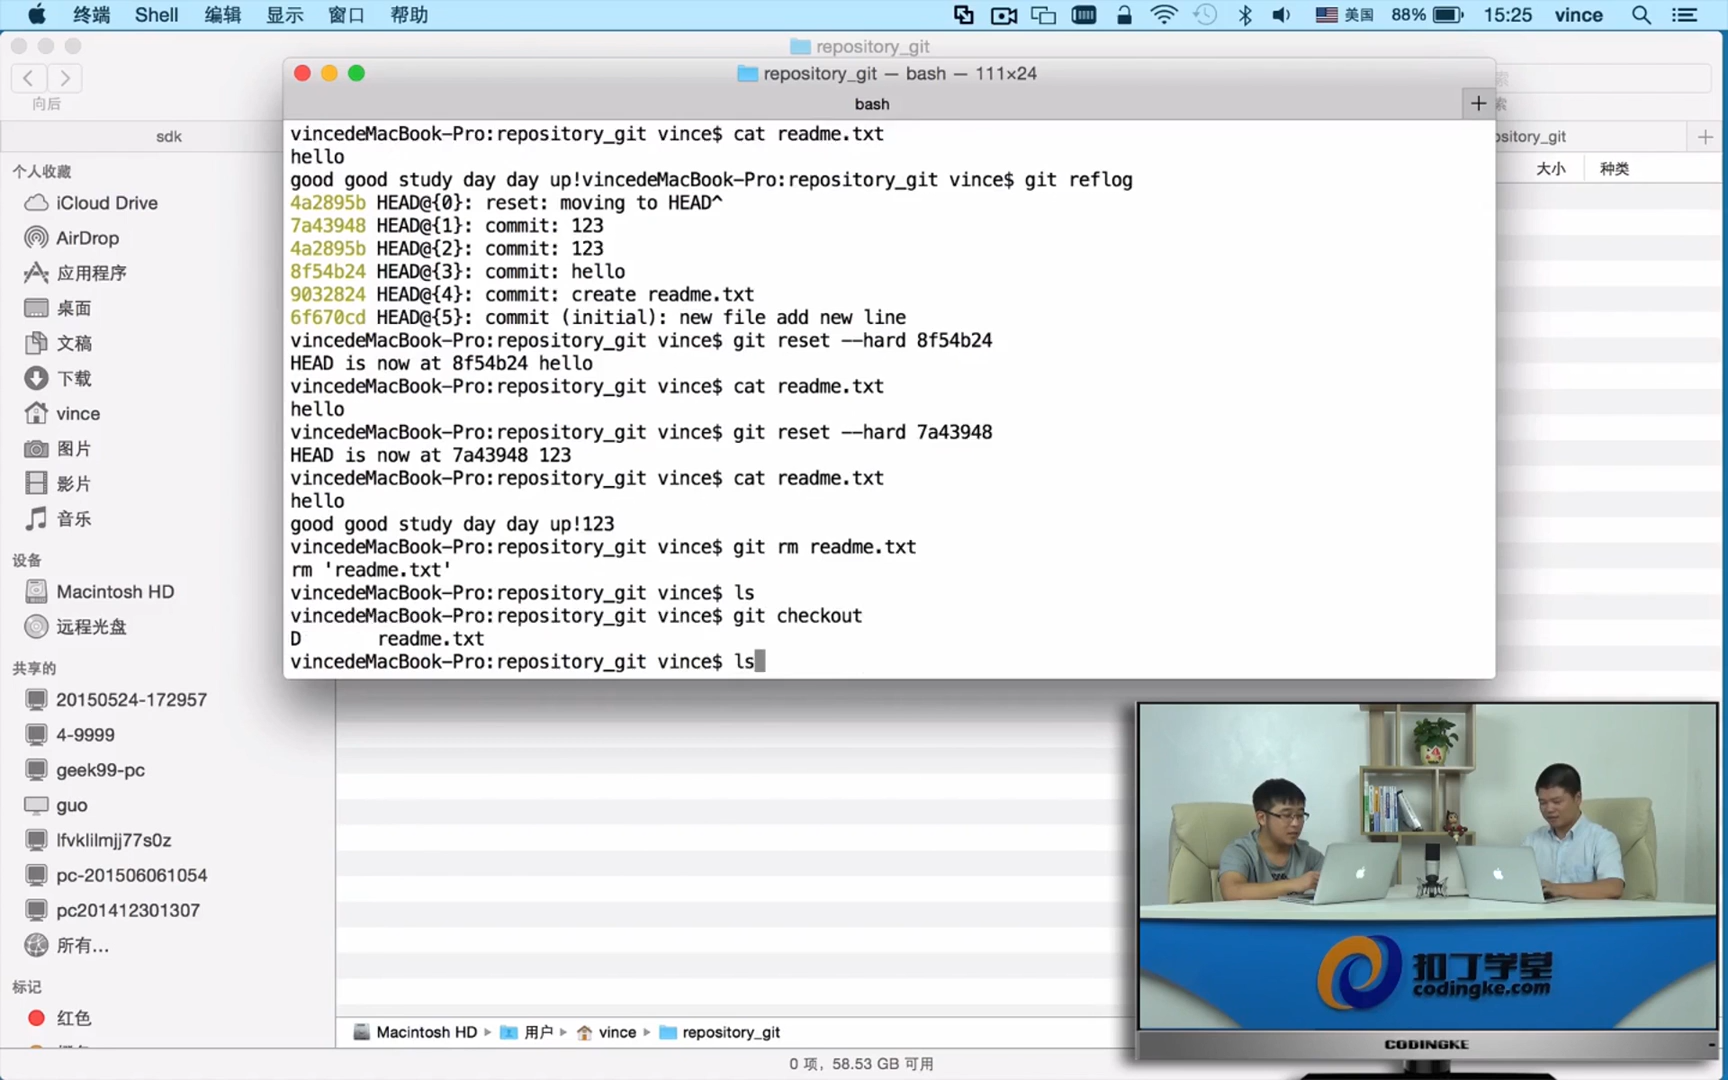 终端 Shell 编辑 显示 窗口 帮助 美国 88% 15:25 vince
repository_git
repository_git — bash — 111×24
向后
bash
sdk
大小 种类
个人收藏
iCloud Drive
AirDrop
应用程序
桌面
文稿
下载
vince
图片
影片
音乐
设备
Macintosh HD
远程光盘
共享的
20150524-172957
4-9999
geek99-pc
guo
lfvklilmjj77s0z
pc-201506061054
pc201412301307
所有...
标记
红色
vincedeMacBook-Pro:repository_git vince$ cat readme.txt
hello
good good study day day up!vincedeMacBook-Pro:repository_git vince$ git reflog
4a2895b HEAD@{0}: reset: moving to HEAD^
7a43948 HEAD@{1}: commit: 123
4a2895b HEAD@{2}: commit: 123
8f54b24 HEAD@{3}: commit: hello
9032824 HEAD@{4}: commit: create readme.txt
6f670cd HEAD@{5}: commit (initial): new file add new line
vincedeMacBook-Pro:repository_git vince$ git reset --hard 8f54b24
HEAD is now at 8f54b24 hello
vincedeMacBook-Pro:repository_git vince$ cat readme.txt
hello
vincedeMacBook-Pro:repository_git vince$ git reset --hard 7a43948
HEAD is now at 7a43948 123
vincedeMacBook-Pro:repository_git vince$ cat readme.txt
hello
good good study day day up!123
vincedeMacBook-Pro:repository_git vince$ git rm readme.txt
rm 'readme.txt'
vincedeMacBook-Pro:repository_git vince$ ls
vincedeMacBook-Pro:repository_git vince$ git checkout
D readme.txt
vincedeMacBook-Pro:repository_git vince$ ls
扣丁学堂
codingke.com
CODINGKE
Macintosh HD 用户 vince repository_git
0 项，58.53 GB 可用